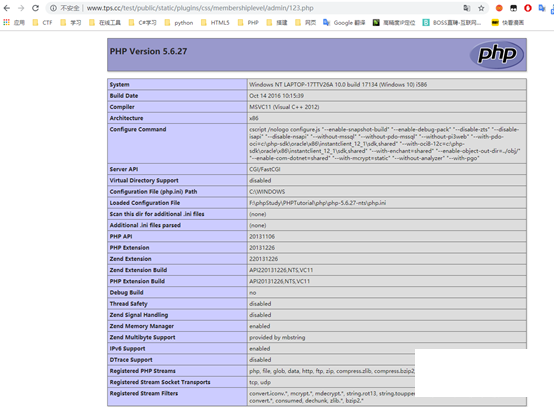 不安全 www.tps.cc/test/public/static/plugins/css/membershiplevel/admin/123.php
应用 CTF 学习 在线工具 C#学习 python HTML5 PHP 搭建 网页 Google 翻译 高精度IP定位 BOSS直聘-互联网... 快看漫画
PHP Version 5.6.27
php
System Windows NT LAPTOP-17TTV26A 10.0 build 17134 (Windows 10) i586
Build Date Oct 14 2016 10:15:39
Compiler MSVC11 (Visual C++ 2012)
Architecture x86
Configure Command cscript /nologo configure.js "--enable-snapshot-build" "--enable-debug-pack" "--disable-zts" "--disable-
isapi" "--disable-nsapi" "--without-mssql" "--without-pdo-mssql" "--without-pi3web" "--with-pdo-
oci=c:\php-sdk\oracle\x86\instantclient_12_1\sdk,shared" "--with-oci8-12c=c:\php-
sdk\oracle\x86\instantclient_12_1\sdk,shared" "--with-enchant=shared" "--enable-object-out-dir=../obj/"
"--enable-com-dotnet=shared" "--with-mcrypt=static" "--without-analyzer" "--with-pgo"
Server API CGI/FastCGI
Virtual Directory Support disabled
Configuration File (php.ini) Path C:\WINDOWS
Loaded Configuration File F:\phpStudy\PHPTutorial\php\php-5.6.27-nts\php.ini
Scan this dir for additional .ini files (none)
Additional .ini files parsed (none)
PHP API 20131106
PHP Extension 20131226
Zend Extension 220131226
Zend Extension Build API220131226,NTS,VC11
PHP Extension Build API20131226,NTS,VC11
Debug Build no
Thread Safety disabled
Zend Signal Handling disabled
Zend Memory Manager enabled
Zend Multibyte Support provided by mbstring
IPv6 Support enabled
DTrace Support disabled
Registered PHP Streams php, file, glob, data, http, ftp, zip, compress.zlib, compress.bzip2
Registered Stream Socket Transports tcp, udp
Registered Stream Filters convert.iconv.*, mcrypt.*, mdecrypt.*, string.rot13, string.toupper
convert.*, consumed, dechunk, zlib.*, bzip2.*